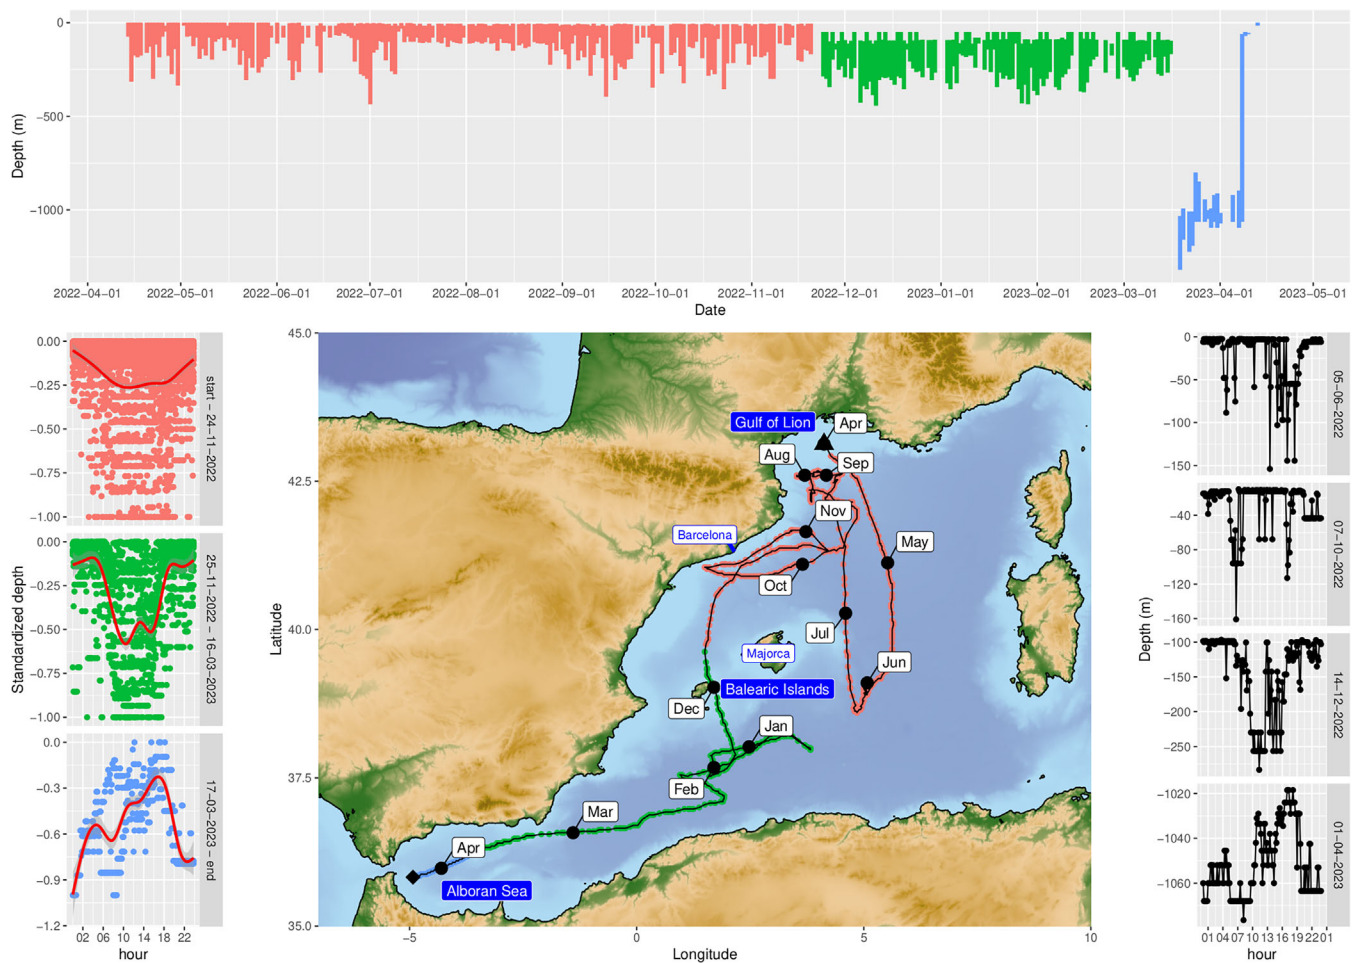 0
−500
−1000
Depth (m)
2022−04−01 2022−05−01 2022−06−01 2022−07−01 2022−08−01 2022−09−01 2022−10−01 2022−11−01 2022−12−01 2023−01−01 2023−02−01 2023−03−01 2023−04−01 2023−05−01
Date
Standardized depth
0.00
−0.25
−0.50
−0.75
−1.00
start − 24−11−2022
0.00
−0.25
−0.50
−0.75
−1.00
25−11−2022 − 16−03−2023
0.0
−0.3
−0.6
−0.9
−1.2
17−03−2023 − end
02 06 10 14 18 22
hour
Latitude
45.0
42.5
40.0
37.5
35.0
Gulf of Lion
Apr
Aug
Sep
Nov
Barcelona
May
Oct
Jul
Majorca
Jun
Balearic Islands
Dec
Jan
Feb
Mar
Apr
Alboran Sea
−5 0 5 10
Longitude
Depth (m)
0
−50
−100
−150
05−06−2022
−40
−80
−120
−160
07−10−2022
−100
−150
−200
−250
14−12−2022
−1020
−1040
−1060
01−04−2023
01 04 07 10 13 16 19 22 01
hour